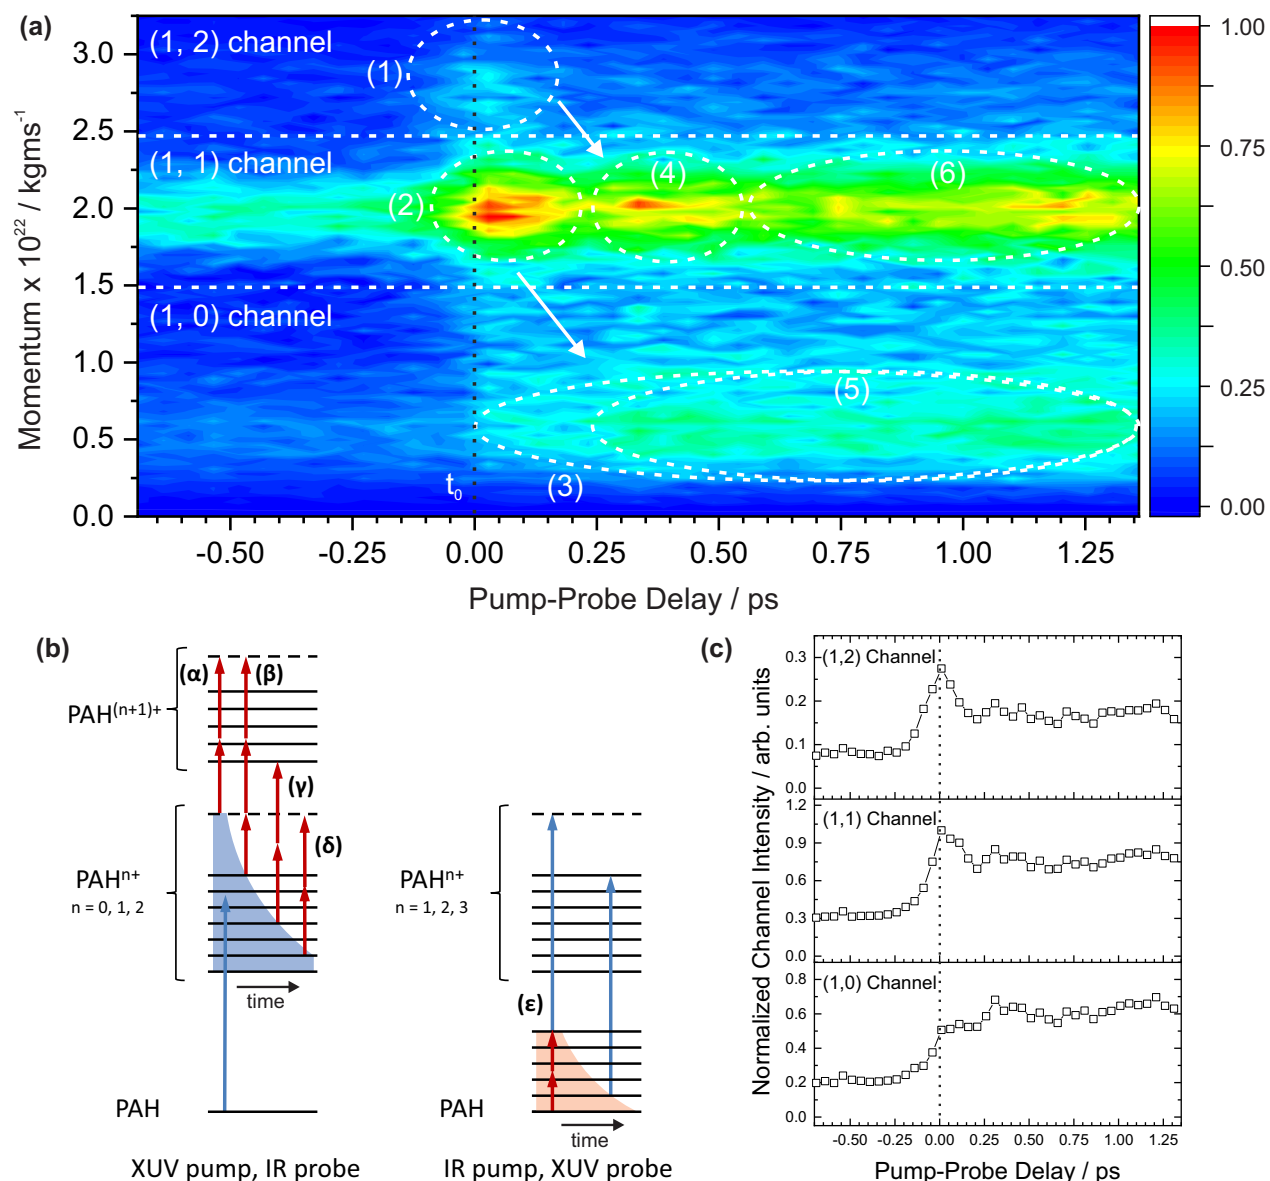 (a)
(1, 2) channel
(1)
(1, 1) channel
(2)
(4)
(6)
(1, 0) channel
(5)
(3)
t₀
3.0
2.5
2.0
1.5
1.0
0.5
0.0
Momentum x 10²² / kgms⁻¹
-0.50
-0.25
0.00
0.25
0.50
0.75
1.00
1.25
Pump-Probe Delay / ps
1.00
0.75
0.50
0.25
0.00
(b)
(α)
(β)
PAH⁽ⁿ⁺¹⁾⁺
(γ)
(δ)
PAHⁿ⁺
n = 0, 1, 2
time
PAH
XUV pump, IR probe
PAHⁿ⁺
n = 1, 2, 3
(ε)
PAH
time
IR pump, XUV probe
(c)
Normalized Channel Intensity / arb. units
(1,2) Channel
0.3
0.2
0.1
0.0
(1,1) Channel
1.2
0.9
0.6
0.3
0.0
(1,0) Channel
0.8
0.6
0.4
0.2
0.0
-0.50
-0.25
0.00
0.25
0.50
0.75
1.00
1.25
Pump-Probe Delay / ps